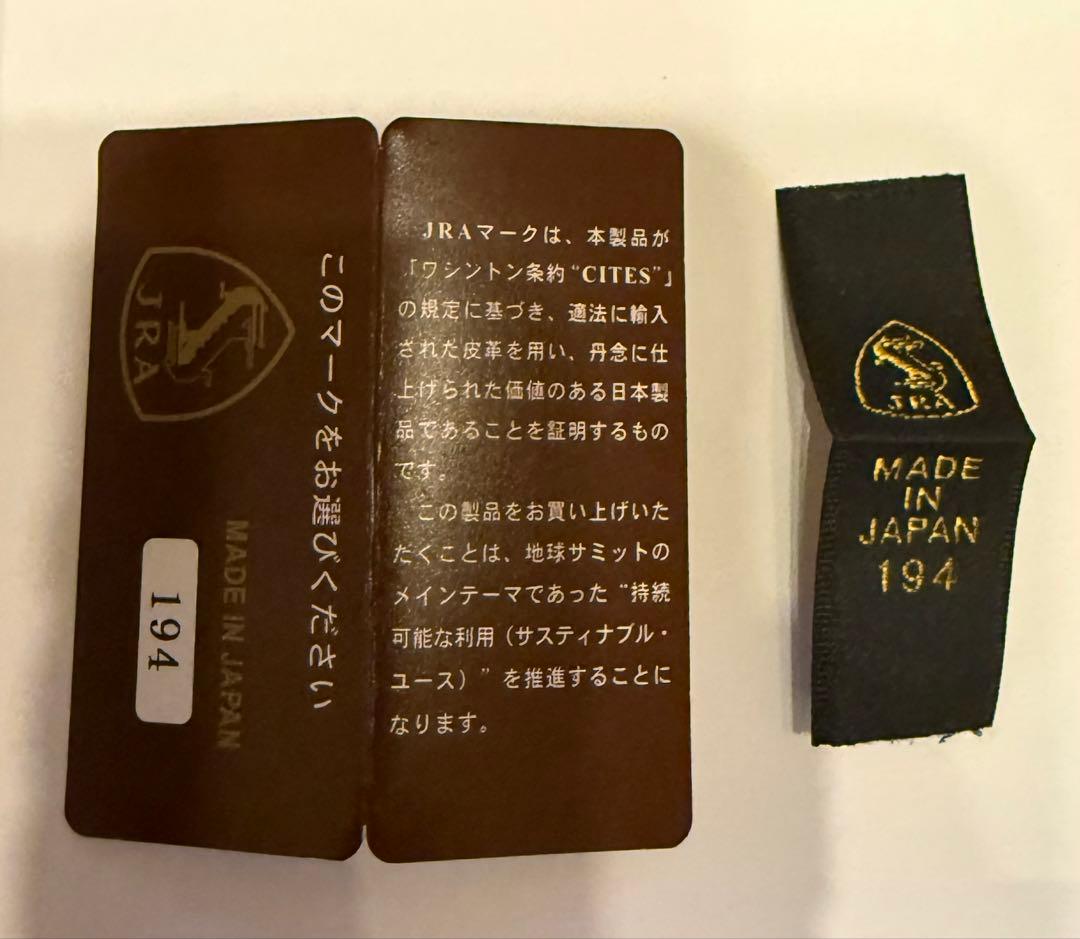 JRA
このマークをお選びください
MADE IN JAPAN
194
JRAマークは、本製品が
「ワシントン条約“CITES”」
の規定に基づき、適法に輸入
された皮革を用い、丹念に仕
上げられた価値のある日本製
品であることを証明するもの
です。
この製品をお買い上げいた
だくことは、地球サミットの
メインテーマであった“持続
可能な利用（サスティナブル・
ユース）”を推進することに
なります。
JRA
MADE
IN
JAPAN
194